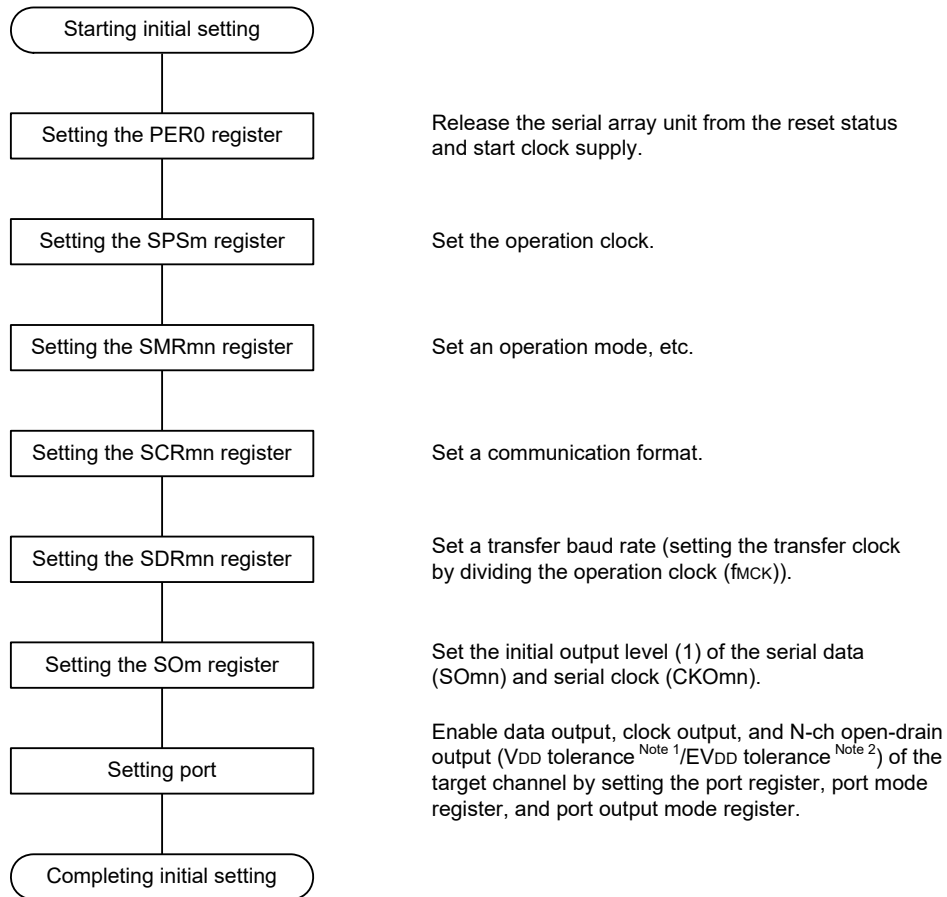 Starting initial setting
Setting the PER0 register
Release the serial array unit from the reset status
and start clock supply.
Setting the SPSm register
Set the operation clock.
Setting the SMRmn register
Set an operation mode, etc.
Setting the SCRmn register
Set a communication format.
Setting the SDRmn register
Set a transfer baud rate (setting the transfer clock
by dividing the operation clock (fMCK)).
Setting the SOm register
Set the initial output level (1) of the serial data
(SOmn) and serial clock (CKOmn).
Setting port
Enable data output, clock output, and N-ch open-drain
output (VDD tolerance Note 1/EVDD tolerance Note 2) of the
target channel by setting the port register, port mode
register, and port output mode register.
Completing initial setting